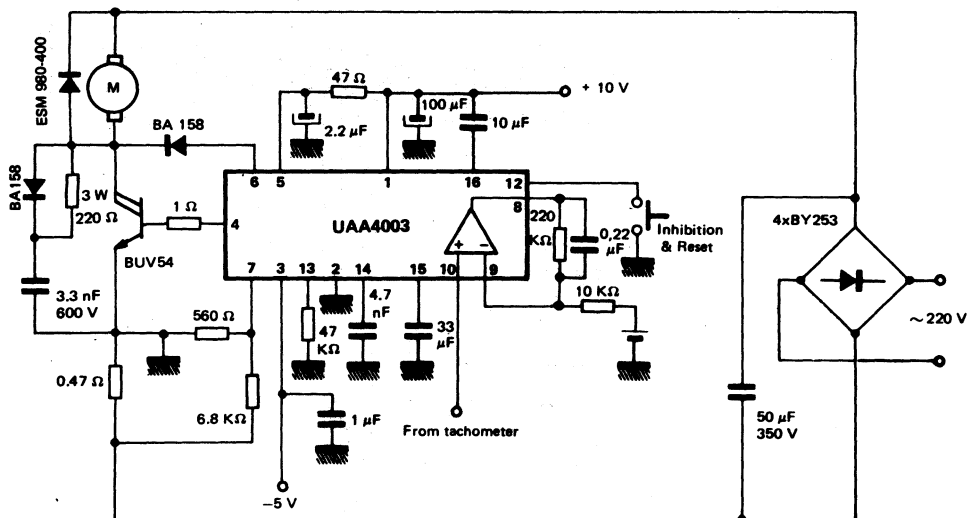 ESM 980-400
M
47 Ω
+ 10 V
2.2 µF
100 µF
10 µF
BA 158
BA158
3 W
220 Ω
6
5
1
16
12
8
1 Ω
4
UAA4003
+
−
220
KΩ
0,22
µF
Inhibition
& Reset
4xBY253
BUV54
7
3
13
2
14
15
10
9
3.3 nF
600 V
560 Ω
47
KΩ
4.7
nF
33
µF
10 KΩ
~ 220 V
0.47 Ω
6.8 KΩ
1 µF
From tachometer
50 µF
350 V
−5 V